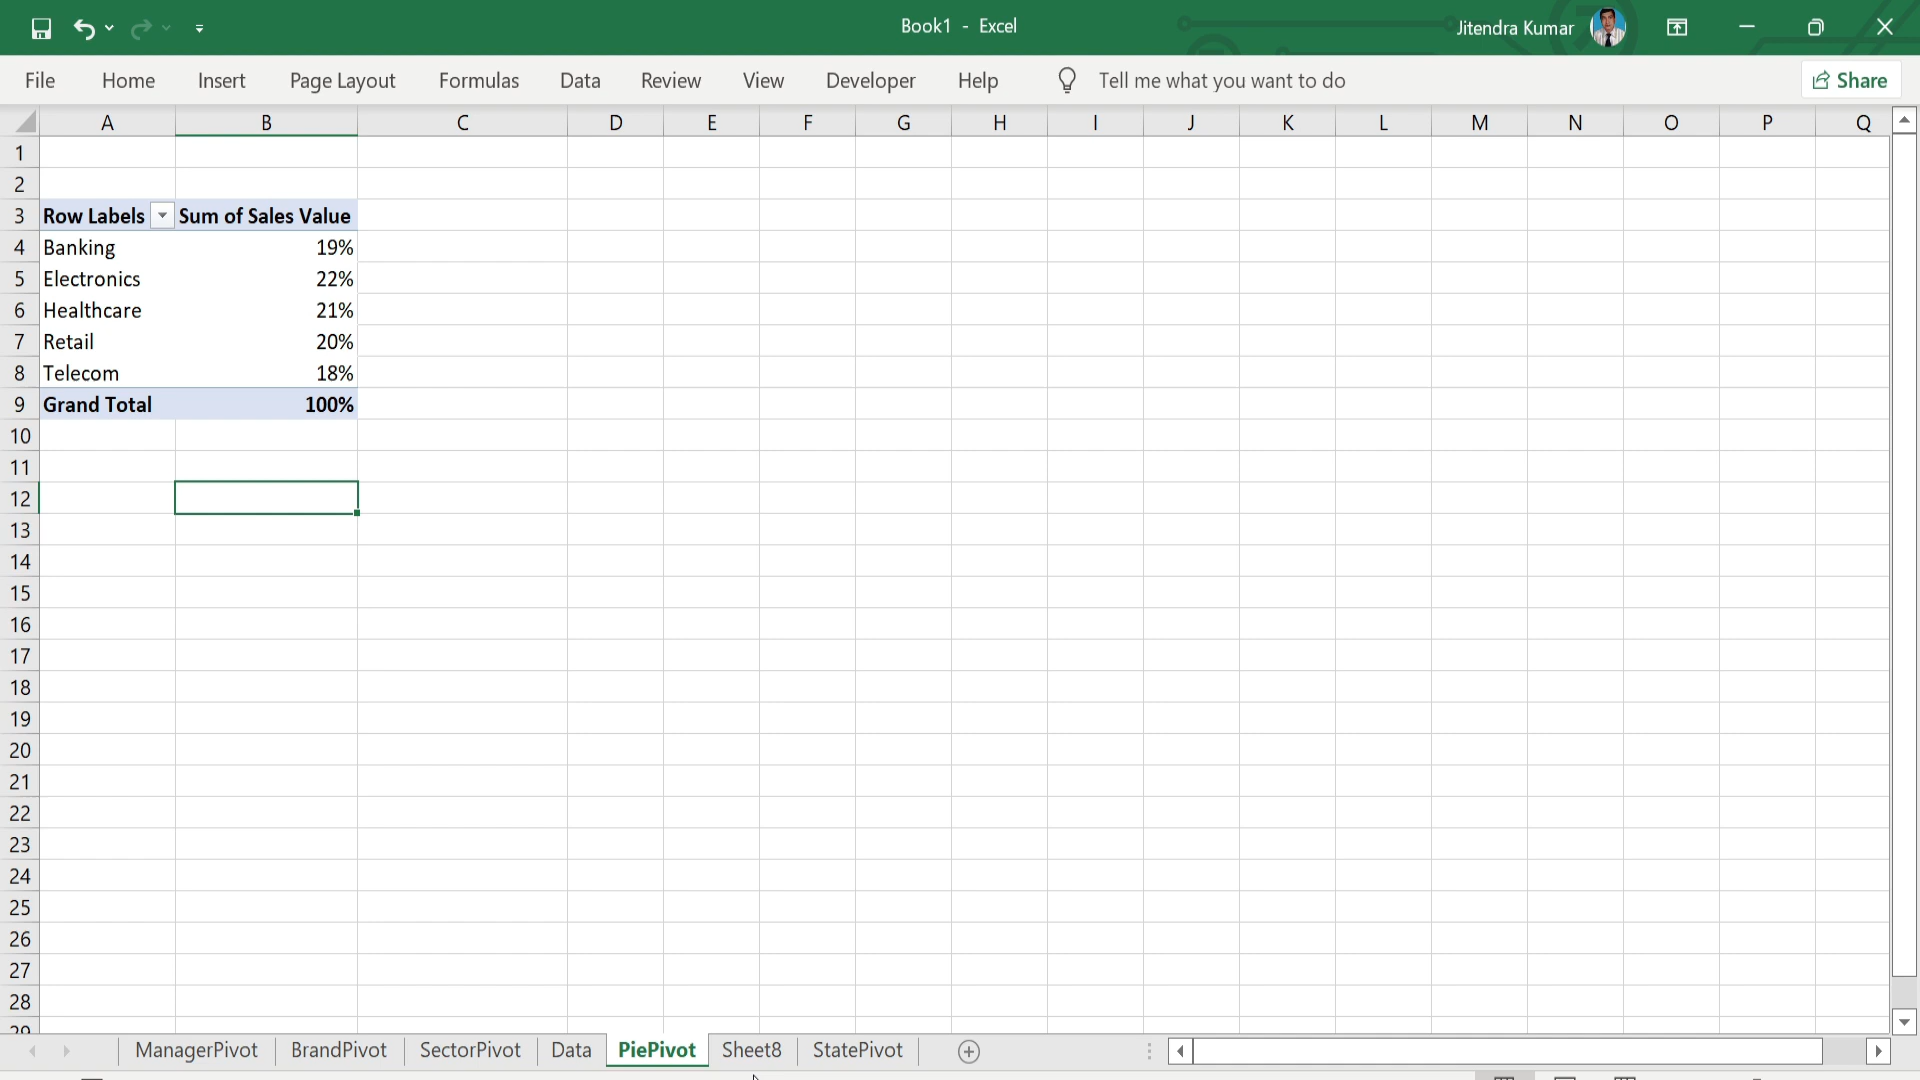 Book1 - Excel
Jitendra Kumar
File Home Insert Page Layout Formulas Data Review View Developer Help Tell me what you want to do Share
A B C D E F G H I J K L M N O P Q
1
2
3 Row Labels Sum of Sales Value
4 Banking 19%
5 Electronics 22%
6 Healthcare 21%
7 Retail 20%
8 Telecom 18%
9 Grand Total 100%
10
11
12
13
14
15
16
17
18
19
20
21
22
23
24
25
26
27
28
29
ManagerPivot BrandPivot SectorPivot Data PiePivot Sheet8 StatePivot